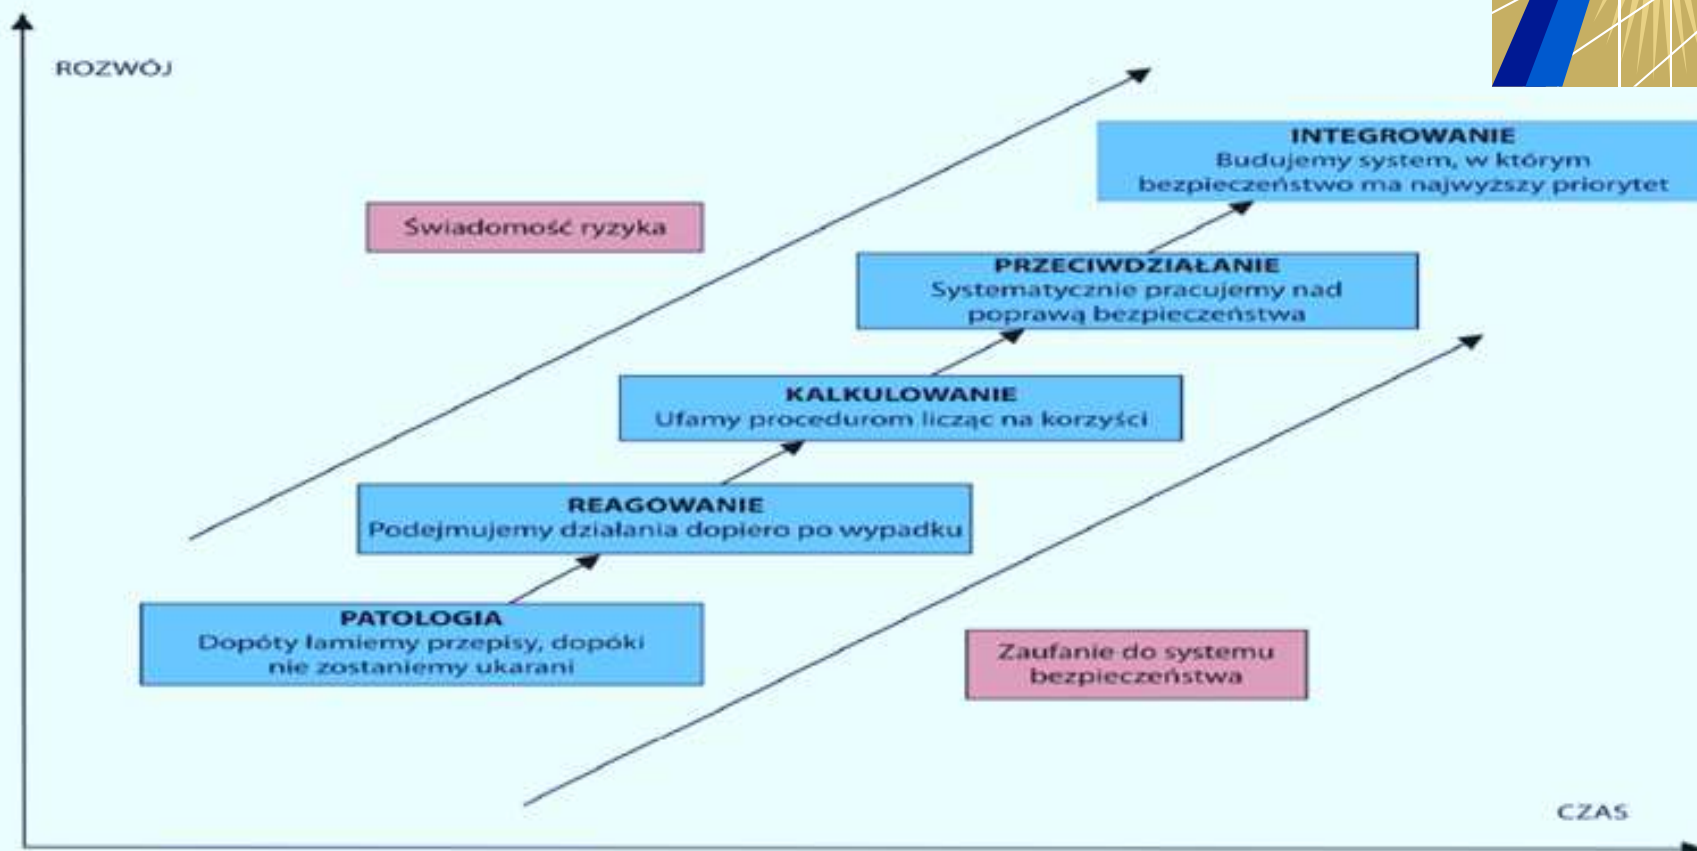 ROZWÓJ
INTEGROWANIE
Budujemy system, w którym
bezpieczeństwo ma najwyższy priorytet
Świadomość ryzyka
PRZECIWDZIAŁANIE
Systematycznie pracujemy nad
poprawą bezpieczeństwa
KALKULOWANIE
Ufamy procedurom licząc na korzyści
REAGOWANIE
Podejmujemy działania dopiero po wypadku
PATOLOGIA
Dopóty łamiemy przepisy, dopóki
nie zostaniemy ukarani
Zaufanie do systemu
bezpieczeństwa
CZAS